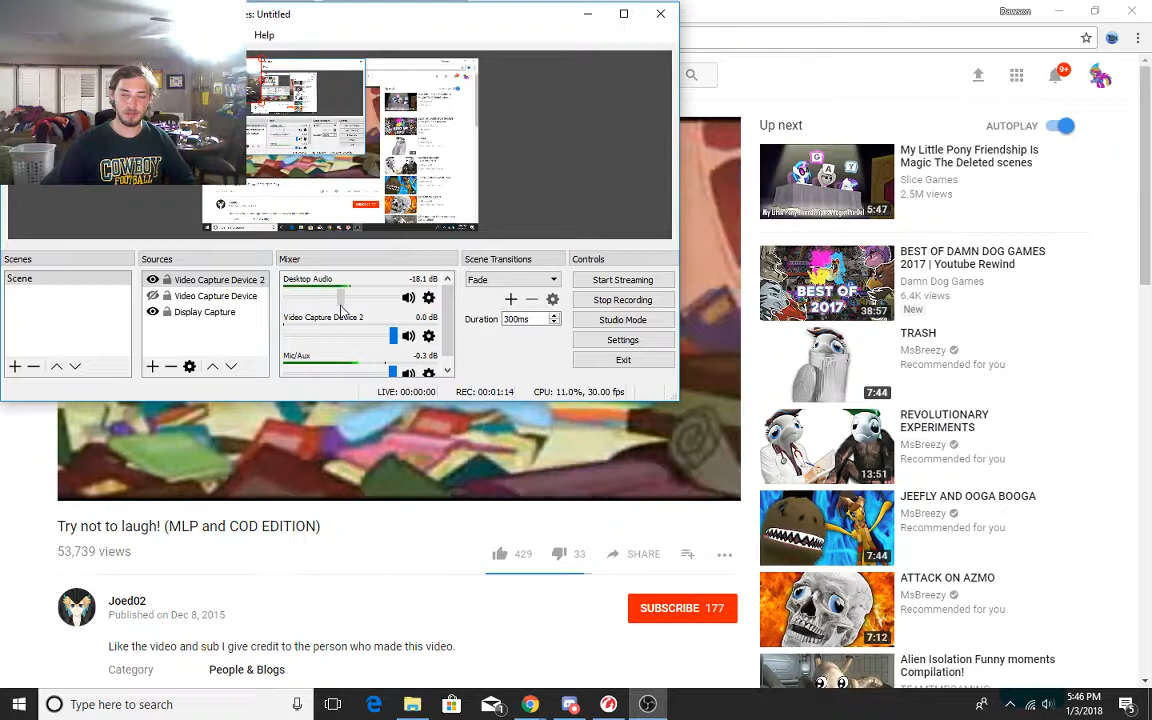 es: Untitled
Help
Dawson
9+
COWBOY
FOOTBALL
Scenes
Scene
Sources
Video Capture Device 2
Video Capture Device
Display Capture
Mixer
Desktop Audio -18.1 dB
Video Capture Device 2 0.0 dB
Mic/Aux -0.3 dB
Scene Transitions
Fade
Duration 300ms
Controls
Start Streaming
Stop Recording
Studio Mode
Settings
Exit
LIVE: 00:00:00 REC: 00:01:14 CPU: 11.0%, 30.00 fps
Try not to laugh! (MLP and COD EDITION)
53,739 views
429 33 SHARE
Joed02
Published on Dec 8, 2015
SUBSCRIBE 177
Like the video and sub I give credit to the person who made this video.
Category People & Blogs
Up next
AUTOPLAY
5:47
My Little Pony Friendship Is
Magic The Deleted scenes
Slice Games
2.5M views
BEST OF
2017
38:57
BEST OF DAMN DOG GAMES
2017 | Youtube Rewind
Damn Dog Games
6.4K views
New
7:44
TRASH
MsBreezy
Recommended for you
13:51
REVOLUTIONARY
EXPERIMENTS
MsBreezy
Recommended for you
7:44
JEEFLY AND OOGA BOOGA
MsBreezy
Recommended for you
7:12
ATTACK ON AZMO
MsBreezy
Recommended for you
Alien Isolation Funny moments
Compilation!
Type here to search
5:46 PM
1/3/2018
5